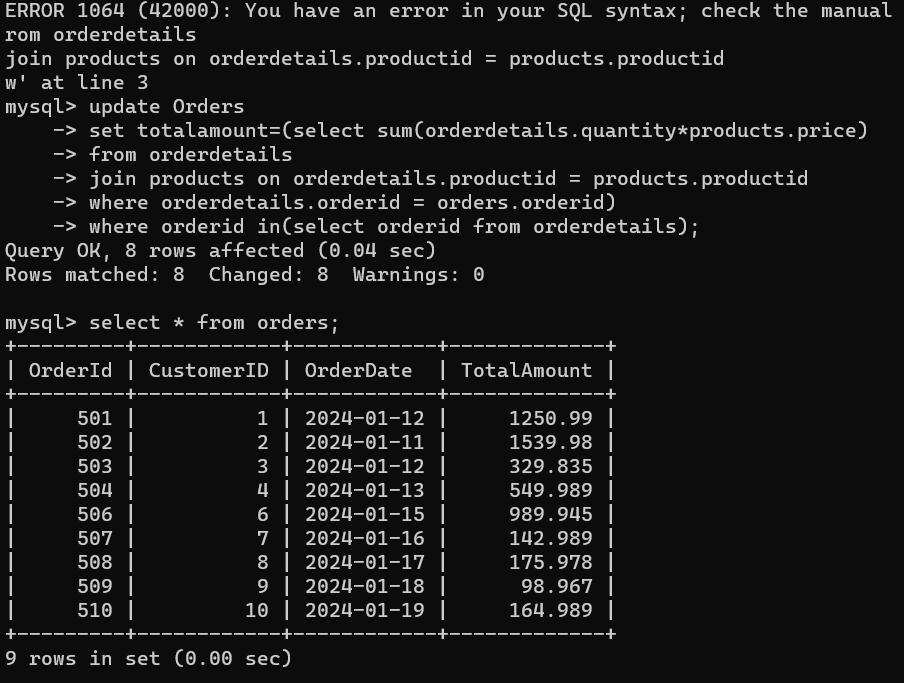 ERROR 1064 (42000): You have an error in your SQL syntax; check the manual
rom orderdetails
join products on orderdetails.productid = products.productid
w' at line 3
mysql> update Orders
    -> set totalamount=(select sum(orderdetails.quantity*products.price)
    -> from orderdetails
    -> join products on orderdetails.productid = products.productid
    -> where orderdetails.orderid = orders.orderid)
    -> where orderid in(select orderid from orderdetails);
Query OK, 8 rows affected (0.04 sec)
Rows matched: 8  Changed: 8  Warnings: 0

mysql> select * from orders;
+---------+------------+------------+-------------+
| OrderId | CustomerID | OrderDate  | TotalAmount |
+---------+------------+------------+-------------+
|     501 |          1 | 2024-01-12 |     1250.99 |
|     502 |          2 | 2024-01-11 |     1539.98 |
|     503 |          3 | 2024-01-12 |     329.835 |
|     504 |          4 | 2024-01-13 |     549.989 |
|     506 |          6 | 2024-01-15 |     989.945 |
|     507 |          7 | 2024-01-16 |     142.989 |
|     508 |          8 | 2024-01-17 |     175.978 |
|     509 |          9 | 2024-01-18 |      98.967 |
|     510 |         10 | 2024-01-19 |     164.989 |
+---------+------------+------------+-------------+
9 rows in set (0.00 sec)